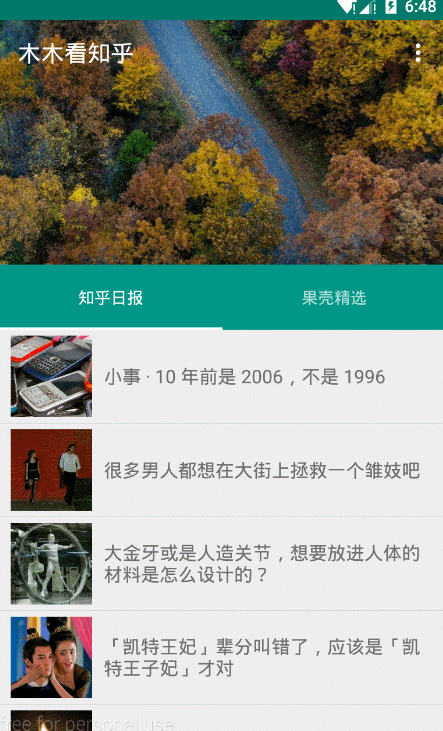 6:48
木木看知乎
知乎日报
果壳精选
小事 · 10 年前是 2006，不是 1996
很多男人都想在大街上拯救一个雏妓吧
大金牙或是人造关节，想要放进人体的
材料是怎么设计的？
「凯特王妃」辈分叫错了，应该是「凯
特王子妃」才对
free for personal use